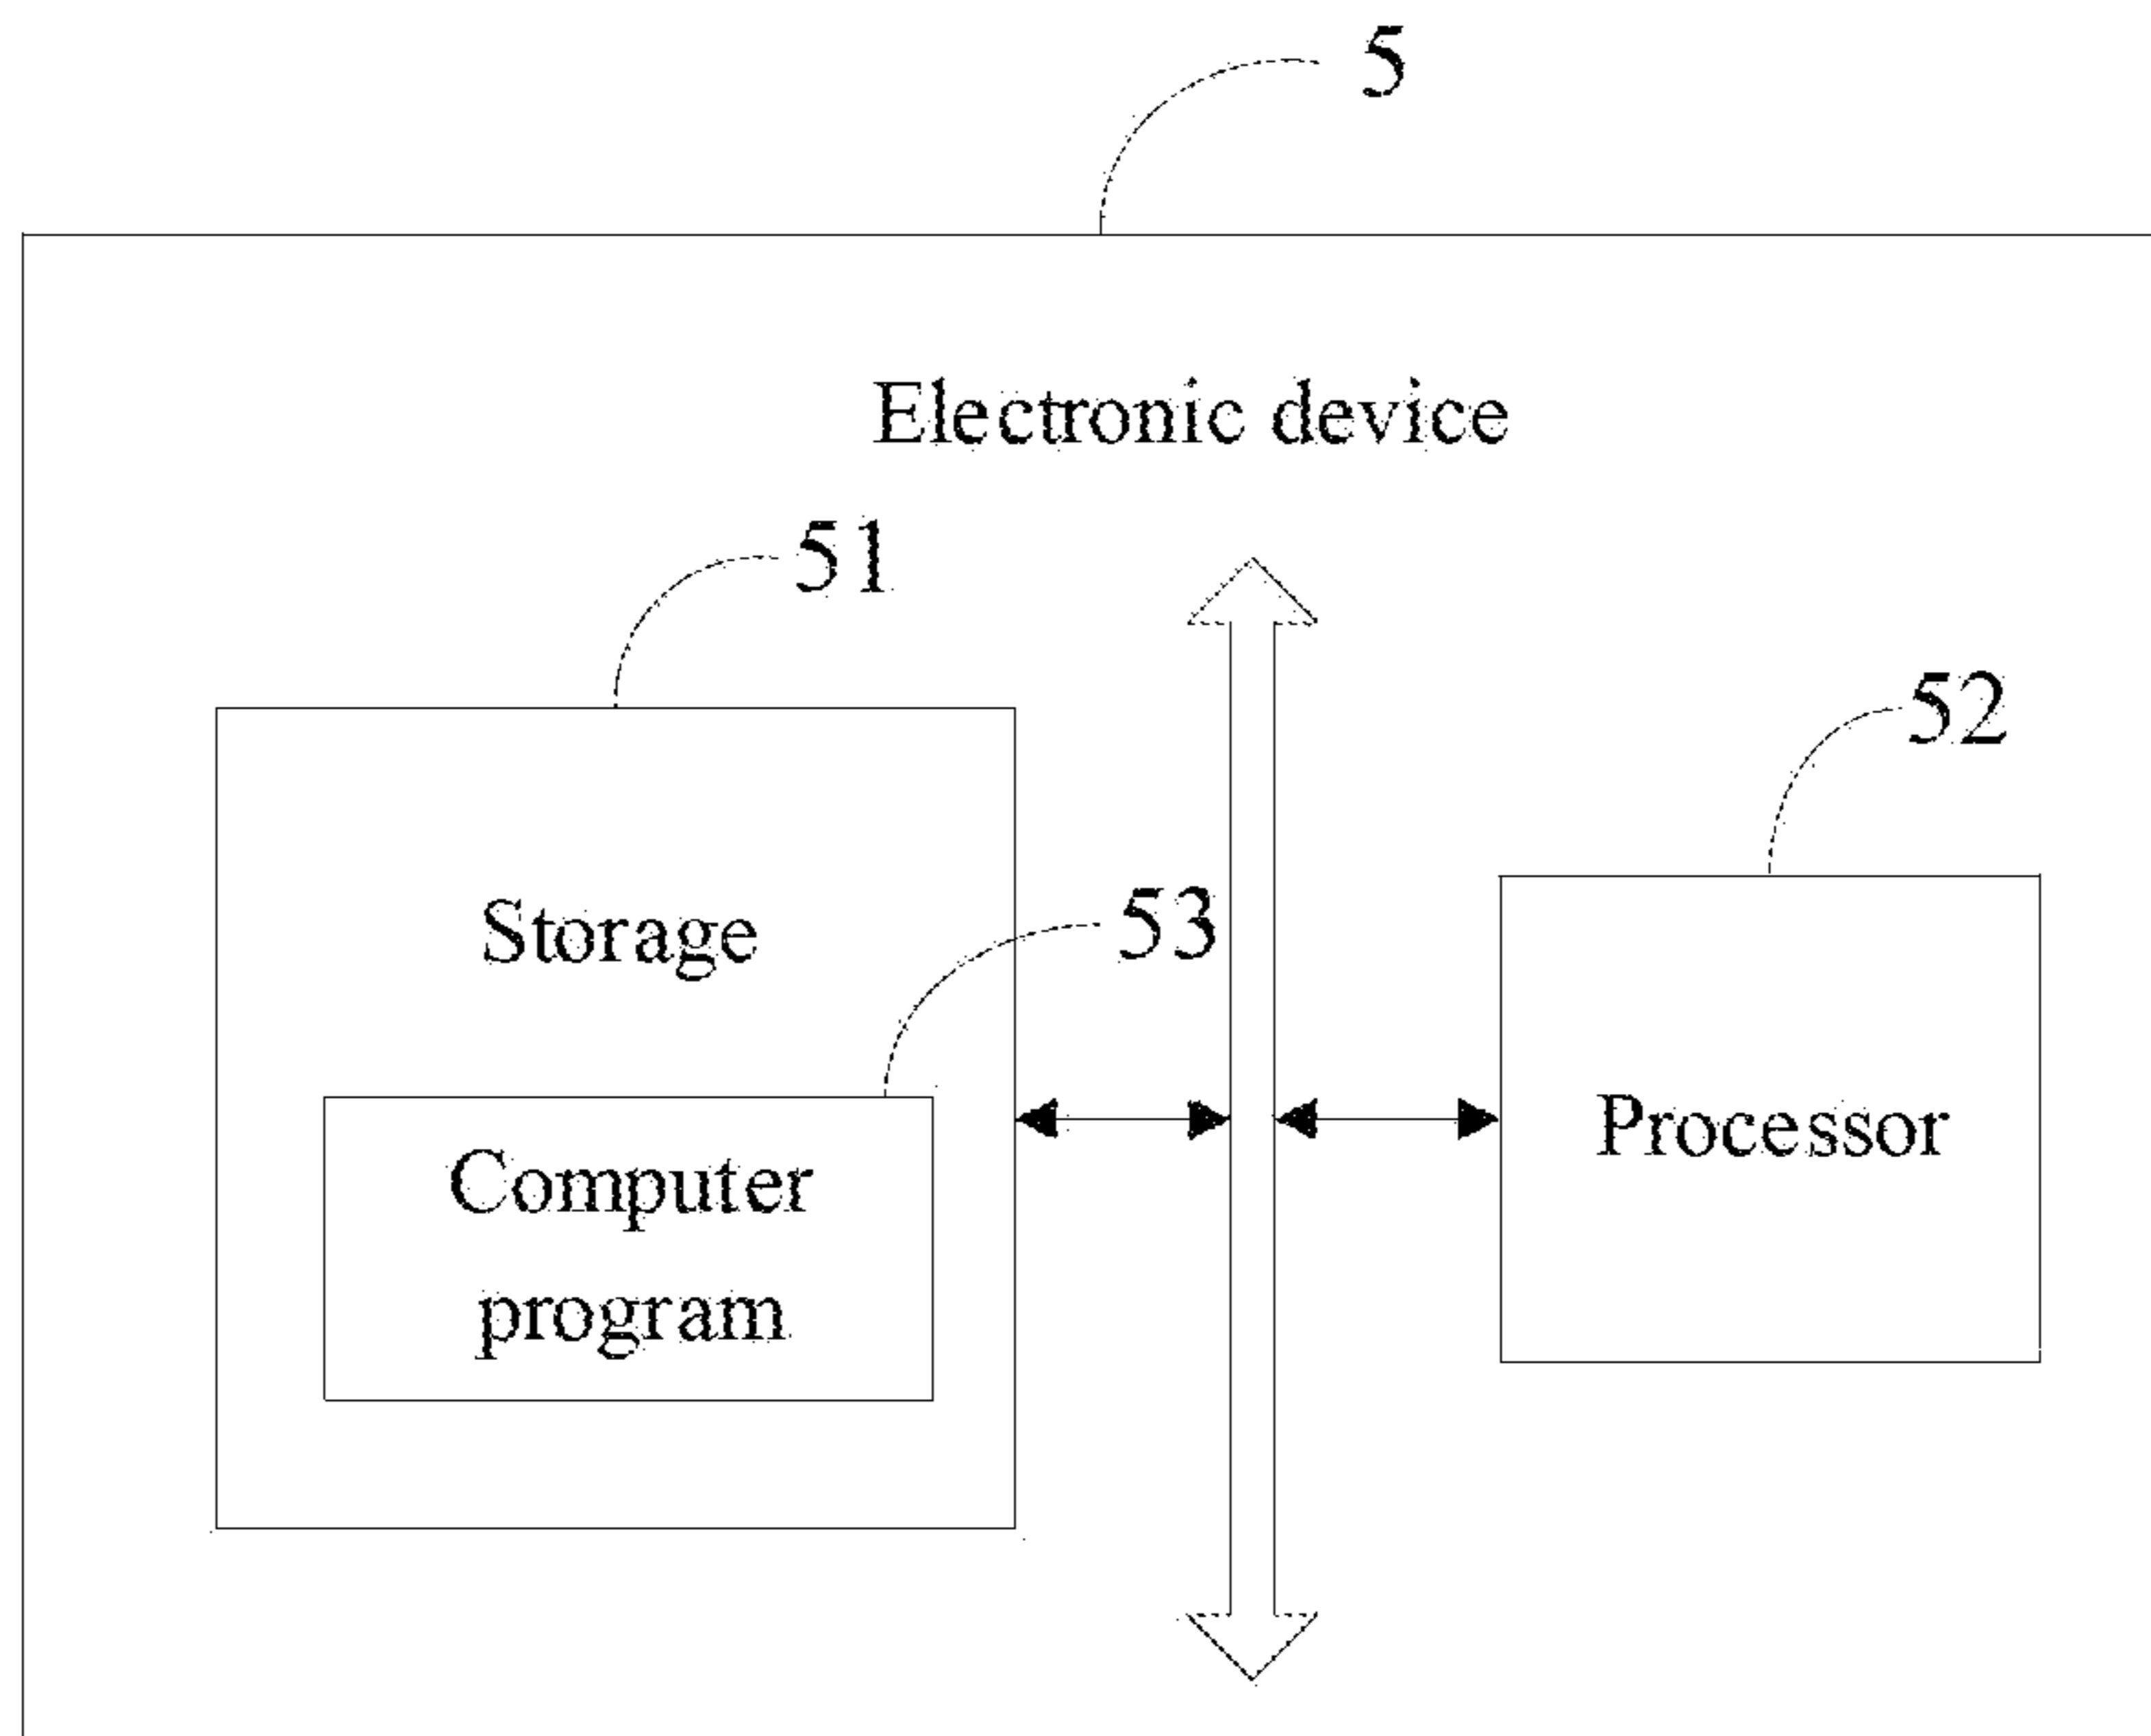 5
Electronic device
51
52
Storage
53
Computer
program
Processor